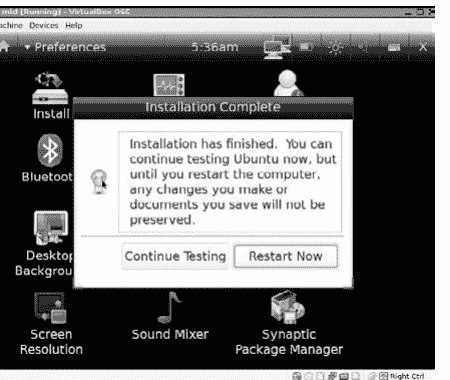 mid [Running] - VirtualBox OSE
achine Devices Help
Preferences 5:36am X
Install
Installation Complete
Installation has finished. You can
continue testing Ubuntu now, but
until you restart the computer,
any changes you make or
documents you save will not be
preserved.
Bluetoot
Desktop
Backgrou
Continue Testing Restart Now
Screen
Resolution
Sound Mixer
Synaptic
Package Manager
Right Ctrl